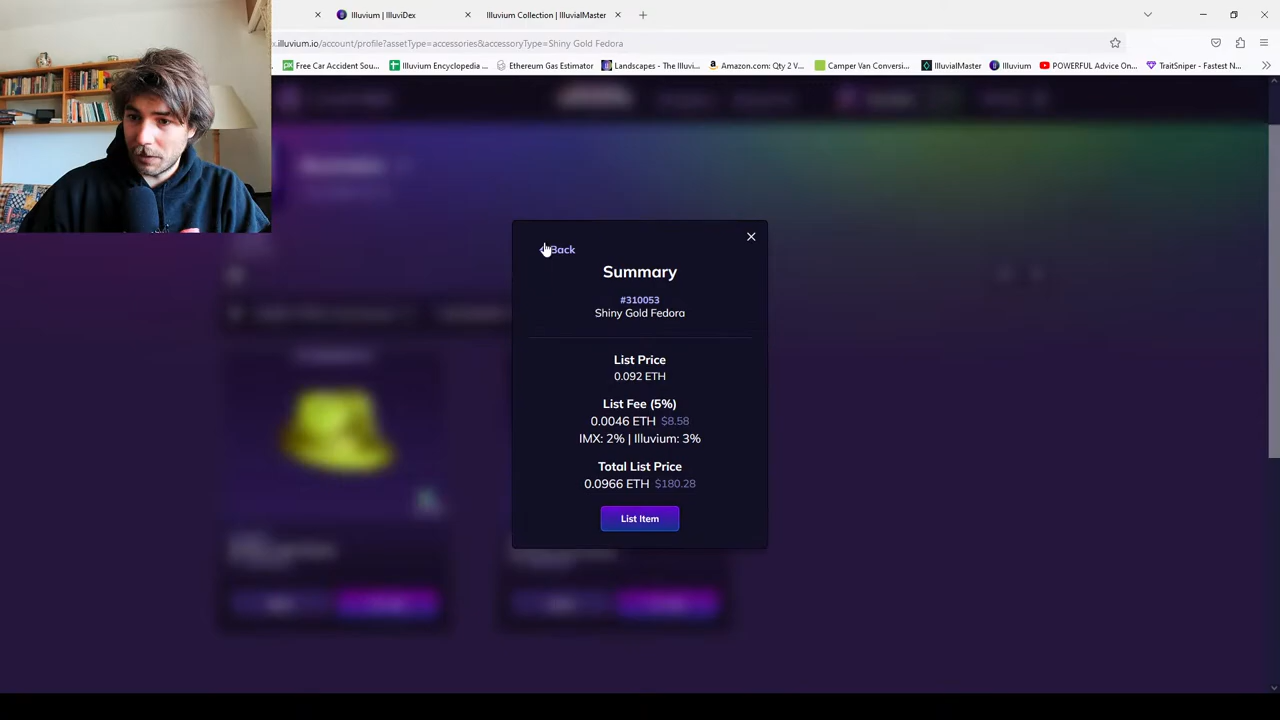 Illuvium | IlluviDex
Illuvium Collection | IlluvialMaster
x.illuvium.io/account/profile?assetType=accessories&accessoryType=Shiny Gold Fedora
Free Car Accident Sou...
Illuvium Encyclopedia ...
Ethereum Gas Estimator
Landscapes - The Illuvi...
Amazon.com: Qty 2 V...
Camper Van Conversi...
IlluvialMaster
Illuvium
POWERFUL Advice On...
TraitSniper - Fastest N...
Back
Summary
#310053
Shiny Gold Fedora
List Price
0.092 ETH
List Fee (5%)
0.0046 ETH $8.58
IMX: 2% | Illuvium: 3%
Total List Price
0.0966 ETH $180.28
List Item